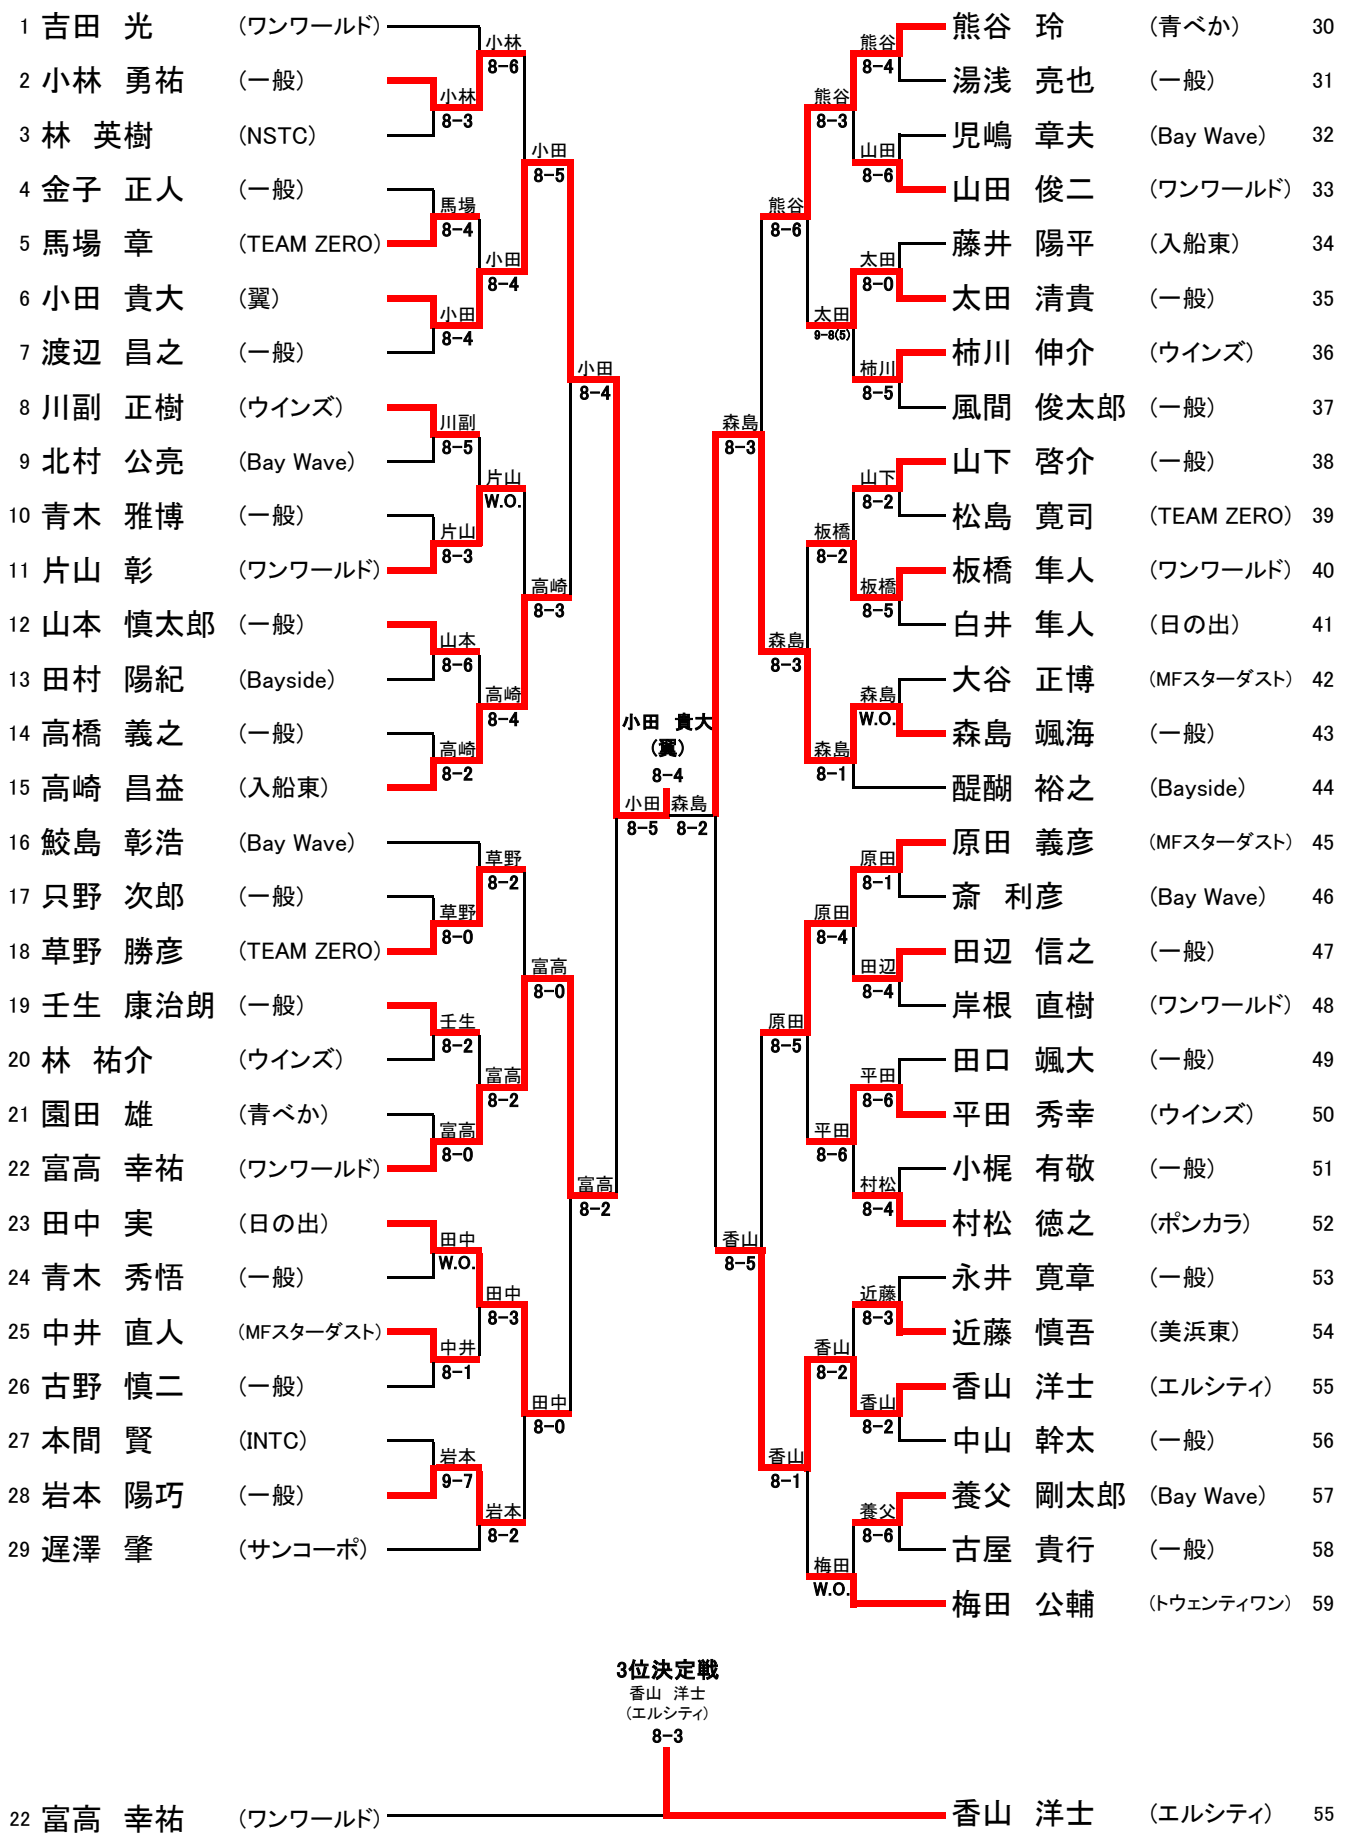 1 吉田 光 (ワンワールド)
2 小林 勇祐 (一般)
3 林 英樹 (NSTC)
4 金子 正人 (一般)
5 馬場 章 (TEAM ZERO)
6 小田 貴大 (翼)
7 渡辺 昌之 (一般)
8 川副 正樹 (ウインズ)
9 北村 公亮 (Bay Wave)
10 青木 雅博 (一般)
11 片山 彰 (ワンワールド)
12 山本 慎太郎 (一般)
13 田村 陽紀 (Bayside)
14 高橋 義之 (一般)
15 高崎 昌益 (入船東)
16 鮫島 彰浩 (Bay Wave)
17 只野 次郎 (一般)
18 草野 勝彦 (TEAM ZERO)
19 壬生 康治朗 (一般)
20 林 祐介 (ウインズ)
21 園田 雄 (青べか)
22 富高 幸祐 (ワンワールド)
23 田中 実 (日の出)
24 青木 秀悟 (一般)
25 中井 直人 (MFスターダスト)
26 古野 慎二 (一般)
27 本間 賢 (INTC)
28 岩本 陽巧 (一般)
29 遅澤 肇 (サンコーポ)
小林
8-3
馬場
8-4
小田
8-4
川副
8-5
片山
8-3
山本
8-6
高崎
8-2
草野
8-0
壬生
8-2
富高
8-0
田中
W.O.
中井
8-1
岩本
9-7
小林
8-6
小田
8-4
片山
W.O.
高崎
8-4
草野
8-2
富高
8-2
田中
8-3
岩本
8-2
小田
8-5
高崎
8-3
富高
8-0
田中
8-0
小田
8-4
富高
8-2
小田 貴大
(翼)
8-4
小田 森島
8-5 8-2
森島
8-3
香山
8-5
熊谷
8-6
森島
8-3
原田
8-5
香山
8-1
熊谷
8-3
太田
9-8(5)
板橋
8-2
森島
8-1
原田
8-4
平田
8-6
香山
8-2
梅田
W.O.
熊谷
8-4
山田
8-6
太田
8-0
柿川
8-5
山下
8-2
板橋
8-5
森島
W.O.
原田
8-1
田辺
8-4
平田
8-6
村松
8-4
近藤
8-3
香山
8-2
養父
8-6
熊谷 玲 (青べか) 30
湯浅 亮也 (一般) 31
児嶋 章夫 (Bay Wave) 32
山田 俊二 (ワンワールド) 33
藤井 陽平 (入船東) 34
太田 清貴 (一般) 35
柿川 伸介 (ウインズ) 36
風間 俊太郎 (一般) 37
山下 啓介 (一般) 38
松島 寛司 (TEAM ZERO) 39
板橋 隼人 (ワンワールド) 40
白井 隼人 (日の出) 41
大谷 正博 (MFスターダスト) 42
森島 颯海 (一般) 43
醍醐 裕之 (Bayside) 44
原田 義彦 (MFスターダスト) 45
斎 利彦 (Bay Wave) 46
田辺 信之 (一般) 47
岸根 直樹 (ワンワールド) 48
田口 颯大 (一般) 49
平田 秀幸 (ウインズ) 50
小梶 有敬 (一般) 51
村松 徳之 (ポンカラ) 52
永井 寛章 (一般) 53
近藤 慎吾 (美浜東) 54
香山 洋士 (エルシティ) 55
中山 幹太 (一般) 56
養父 剛太郎 (Bay Wave) 57
古屋 貴行 (一般) 58
梅田 公輔 (トウェンティワン) 59
3位決定戦
香山 洋士
(エルシティ)
8-3
22 富高 幸祐 (ワンワールド)
香山 洋士 (エルシティ) 55